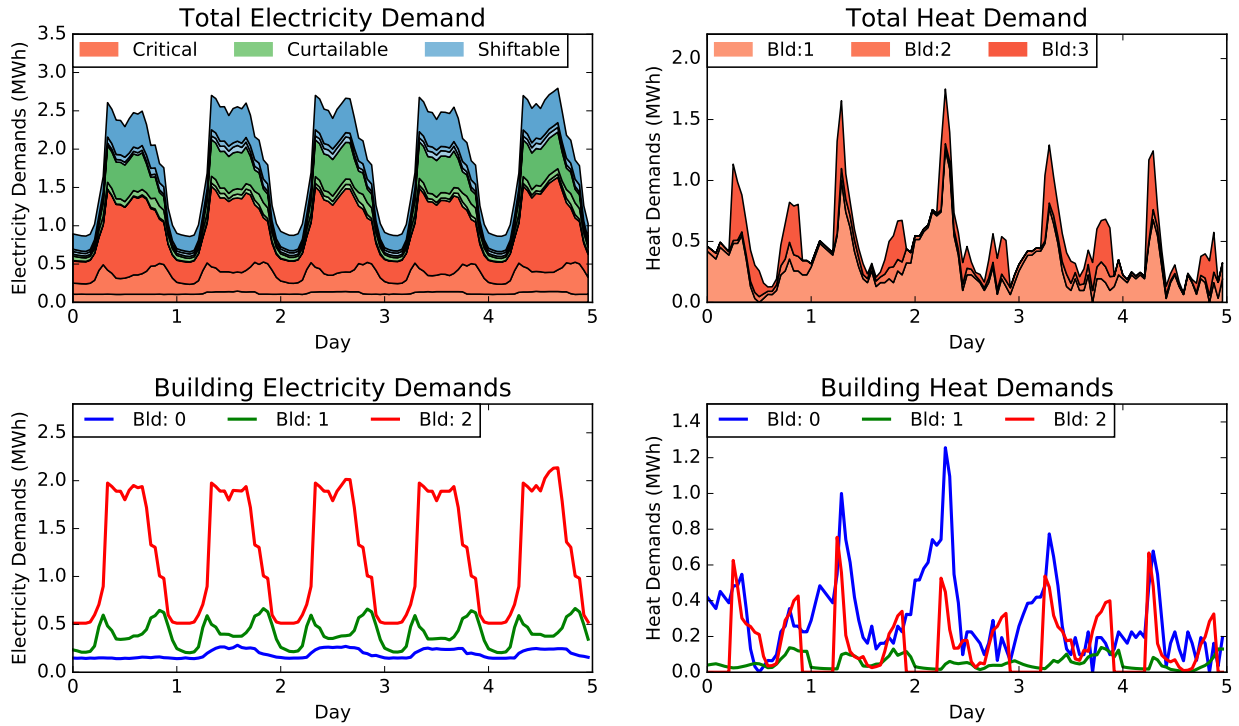 Total Electricity Demand
Electricity Demands (MWh)
3.5
3.0
2.5
2.0
1.5
1.0
0.5
0.0
Critical Curtailable Shiftable
0 1 2 3 4 5
Day
Total Heat Demand
Heat Demands (MWh)
2.0
1.5
1.0
0.5
0.0
Bld:1 Bld:2 Bld:3
0 1 2 3 4 5
Day
Building Electricity Demands
Electricity Demands (MWh)
2.5
2.0
1.5
1.0
0.5
0.0
Bld: 0 Bld: 1 Bld: 2
0 1 2 3 4 5
Day
Building Heat Demands
Heat Demands (MWh)
1.4
1.2
1.0
0.8
0.6
0.4
0.2
0.0
Bld: 0 Bld: 1 Bld: 2
0 1 2 3 4 5
Day